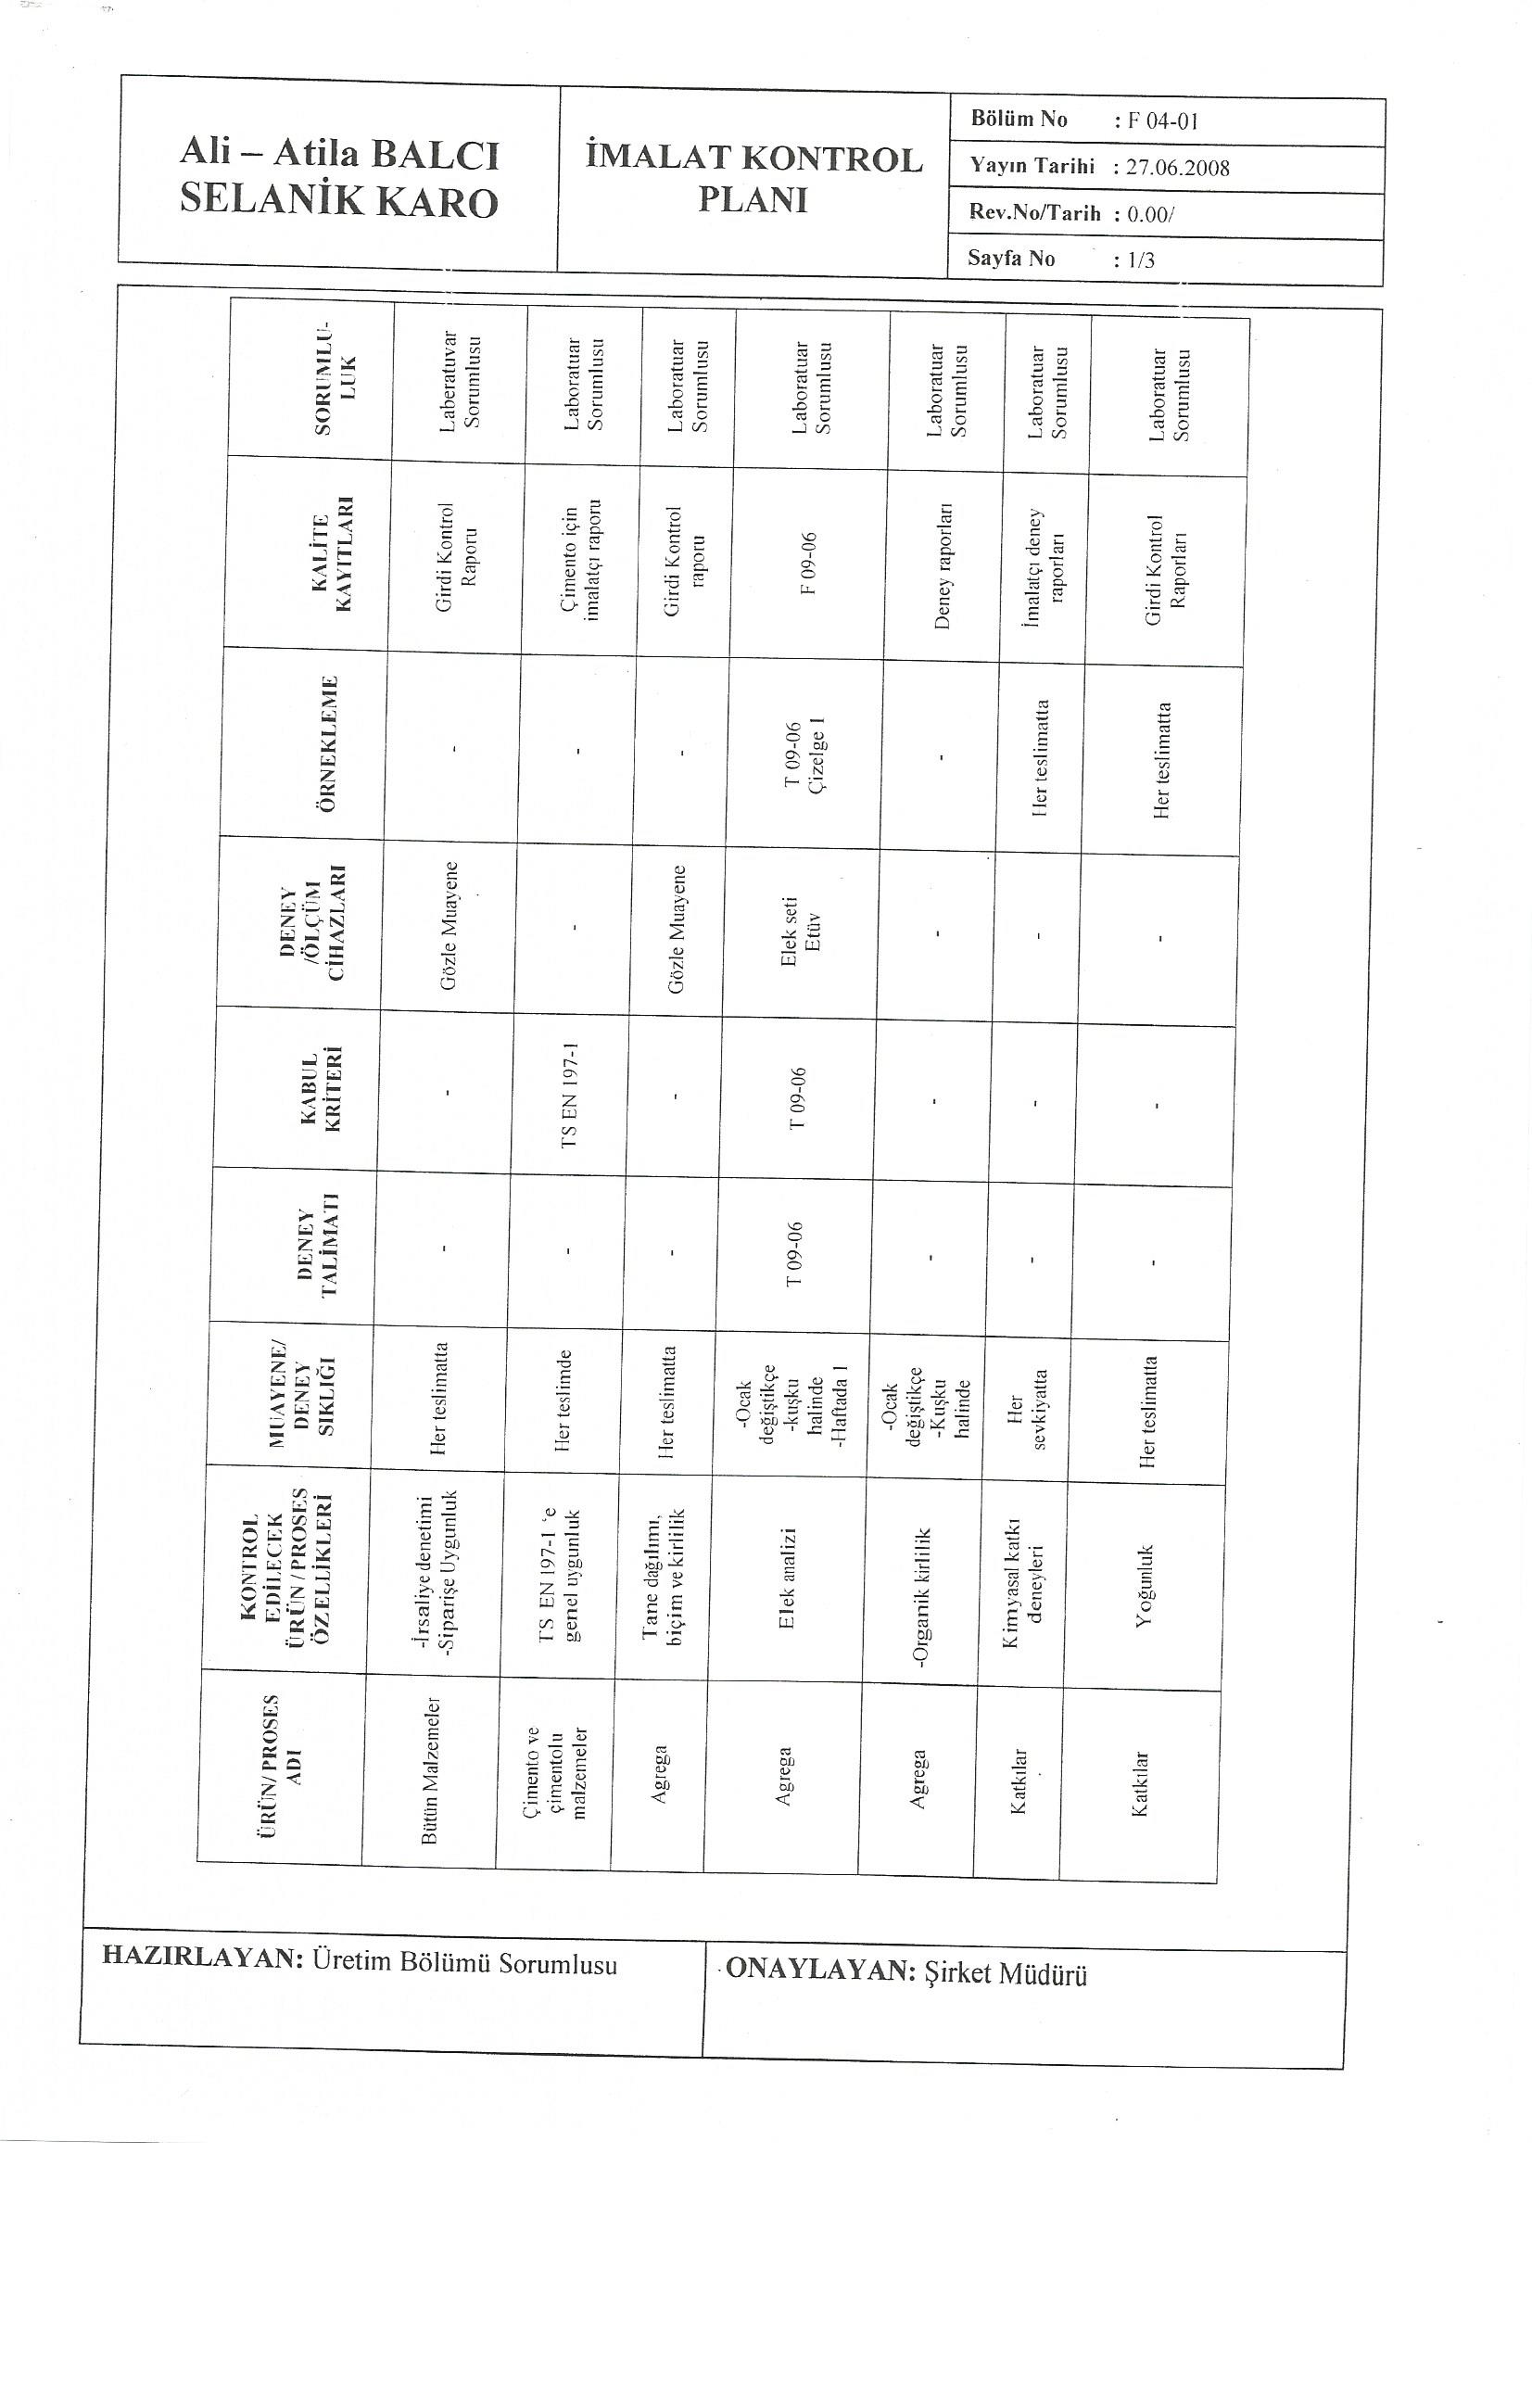 Ali – Atila BALCI
SELANİK KARO
İMALAT KONTROL
PLANI
Bölüm No : F 04-01
Yayın Tarihi : 27.06.2008
Rev.No/Tarih : 0.00/
Sayfa No : 1/3
ÜRÜN/ PROSES
ADI
KONTROL
EDİLECEK
ÜRÜN / PROSES
ÖZELLİKLERİ
MUAYENE/
DENEY
SIKLIĞI
DENEY
TALİMATI
KABUL
KRİTERİ
DENEY
/ÖLÇÜM
CİHAZLARI
ÖRNEKLEME
KALİTE
KAYITLARI
SORUMLU-
LUK
Bütün Malzemeler
-İrsaliye denetimi
-Siparişe Uygunluk
Her teslimatta
-
-
Gözle Muayene
-
Girdi Kontrol
Raporu
Laberatuvar
Sorumlusu
Çimento ve
çimentolu
malzemeler
TS EN 197-1 ‘e
genel uygunluk
Her teslimde
-
TS EN 197-1
-
-
Çimento için
imalatçı raporu
Laboratuar
Sorumlusu
Agrega
Tane dağılımı,
biçim ve kirlilik
Her teslimatta
-
-
Gözle Muayene
-
Girdi Kontrol
raporu
Laboratuar
Sorumlusu
Agrega
Elek analizi
-Ocak
değiştikçe
-kuşku
halinde
-Haftada 1
T 09-06
T 09-06
Elek seti
Etüv
T 09-06
Çizelge 1
F 09-06
Laboratuar
Sorumlusu
Agrega
-Organik kirlilik
-Ocak
değiştikçe
-Kuşku
halinde
-
-
-
-
Deney raporları
Laboratuar
Sorumlusu
Katkılar
Kimyasal katkı
deneyleri
Her
sevkiyatta
-
-
-
Her teslimatta
İmalatçı deney
raporları
Laboratuar
Sorumlusu
Katkılar
Yoğunluk
Her teslimatta
-
-
-
Her teslimatta
Girdi Kontrol
Raporları
Laboratuar
Sorumlusu
HAZIRLAYAN: Üretim Bölümü Sorumlusu
ONAYLAYAN: Şirket Müdürü